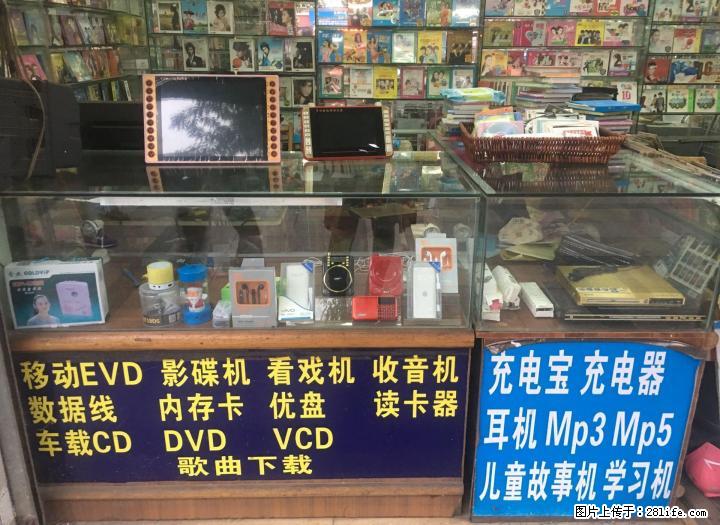 GOLDVIP
移动EVD 影碟机 看戏机 收音机
数据线 内存卡 优盘 读卡器
车载CD DVD VCD
歌曲下载
充电宝 充电器
耳机 Mp3 Mp5
儿童故事机 学习机
图片上传于：281life.com